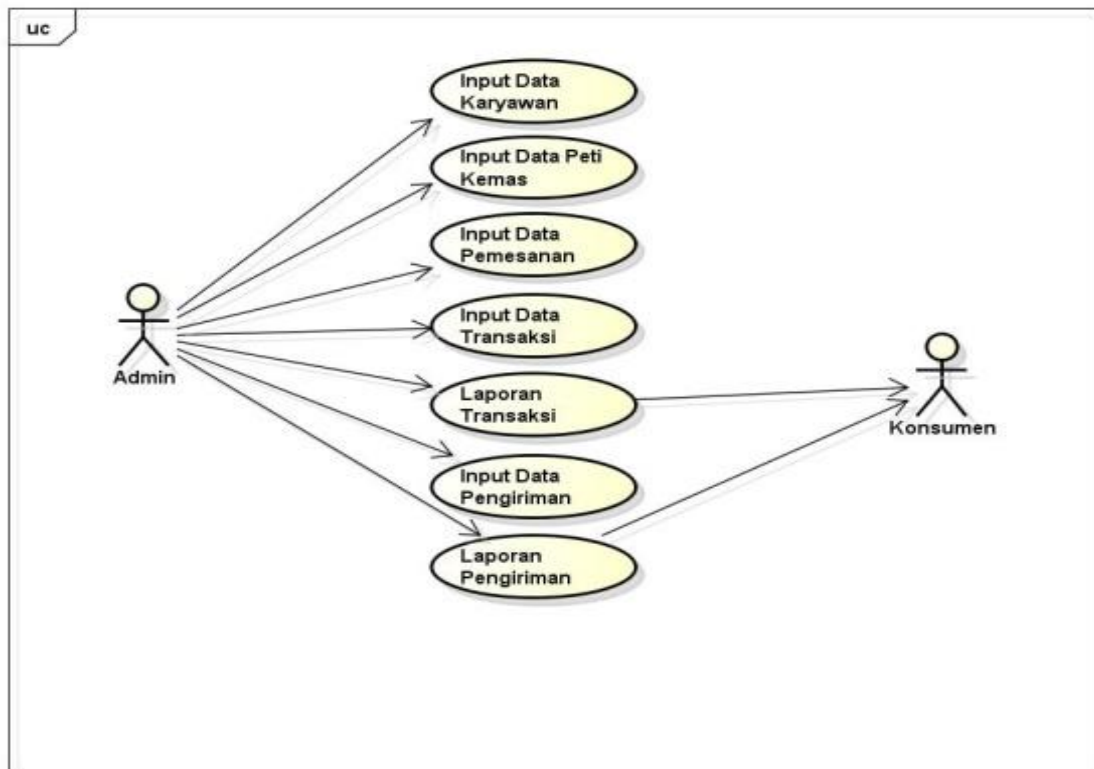 uc
Input Data
Karyawan
Input Data Peti
Kemas
Input Data
Pemesanan
Input Data
Transaksi
Admin
Laporan
Transaksi
Konsumen
Input Data
Pengiriman
Laporan
Pengiriman